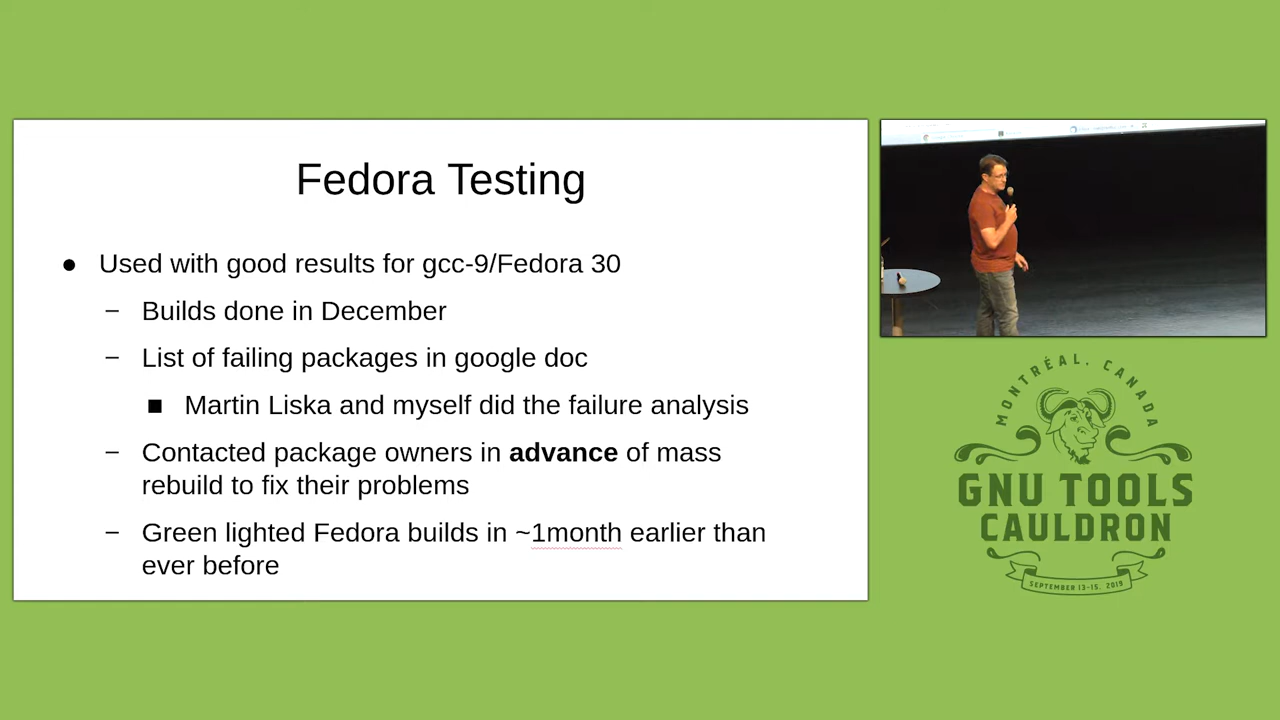 Fedora Testing
● Used with good results for gcc-9/Fedora 30
– Builds done in December
– List of failing packages in google doc
■ Martin Liska and myself did the failure analysis
– Contacted package owners in advance of mass
rebuild to fix their problems
– Green lighted Fedora builds in ~1month earlier than
ever before
MONTRÉAL, CANADA
GNU TOOLS
CAULDRON
SEPTEMBER 13-15, 2019